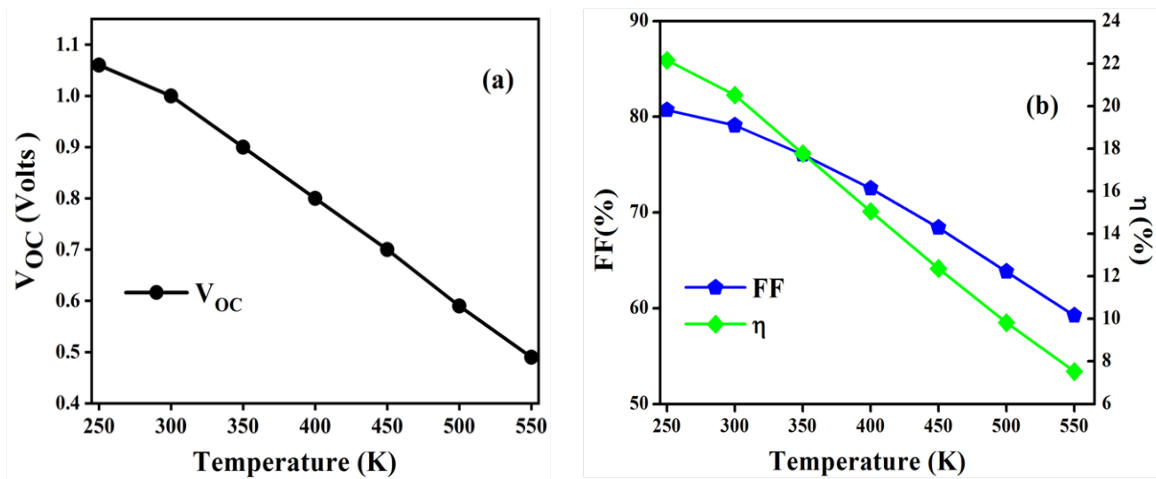 1.1
1.0
0.9
0.8
0.7
0.6
0.5
0.4
V_OC (Volts)
(a)
V_OC
250 300 350 400 450 500 550
Temperature (K)
90
80
70
60
50
FF(%)
(b)
FF
η
24
22
20
18
16
14
12
10
8
6
η (%)
250 300 350 400 450 500 550
Temperature (K)